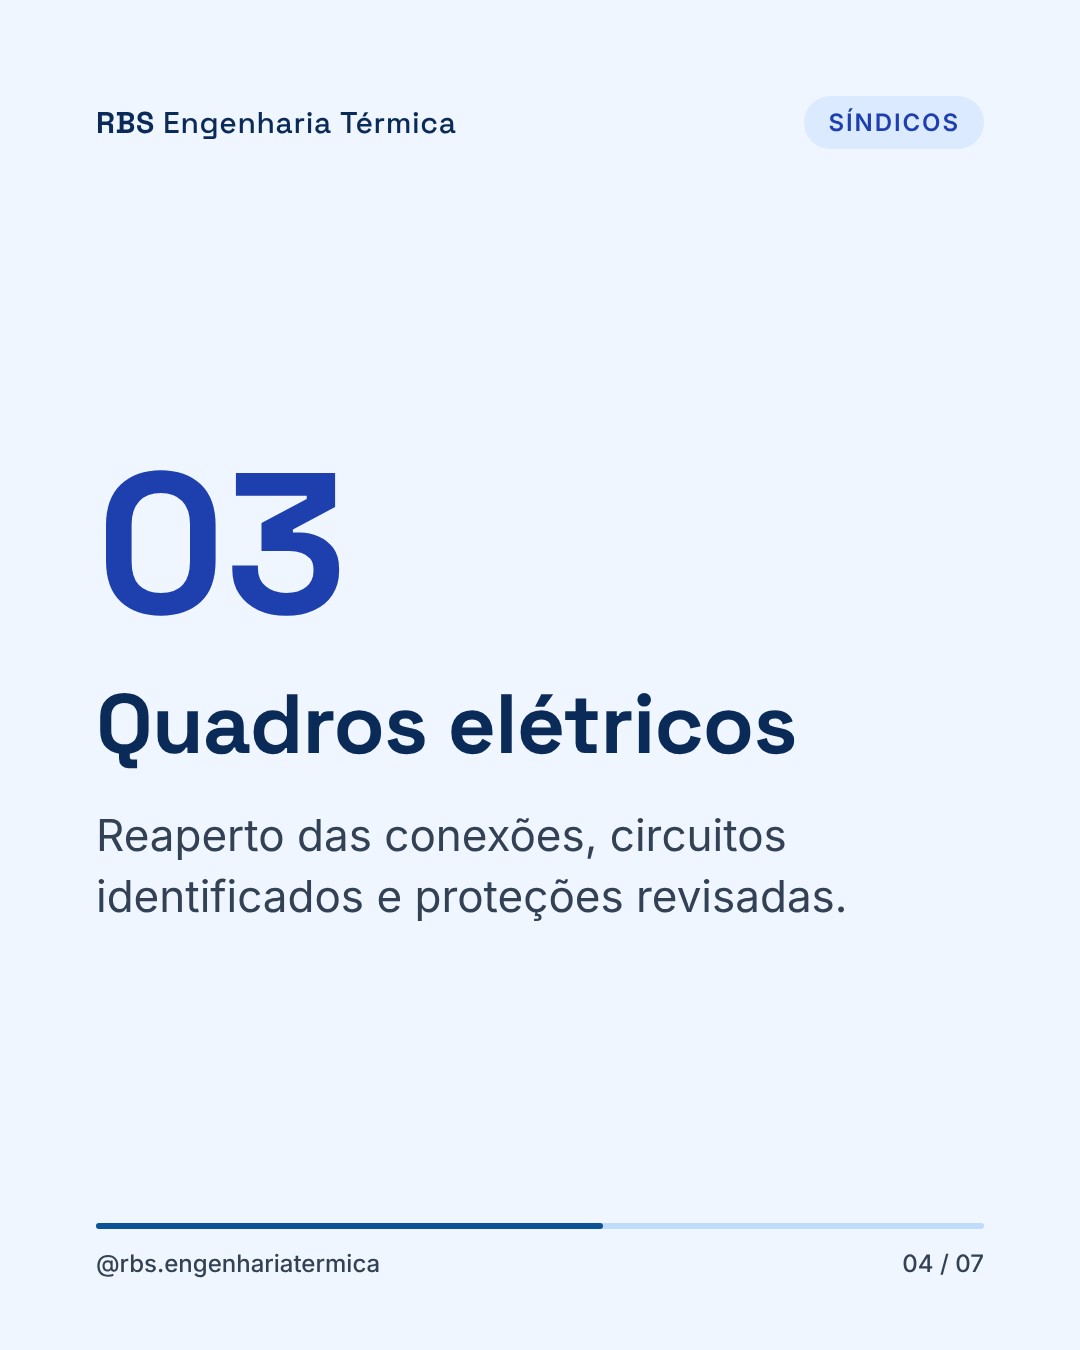 RBS Engenharia Térmica
SÍNDICOS
03
Quadros elétricos
Reaperto das conexões, circuitos
identificados e proteções revisadas.
@rbs.engenhariatermica
04 / 07